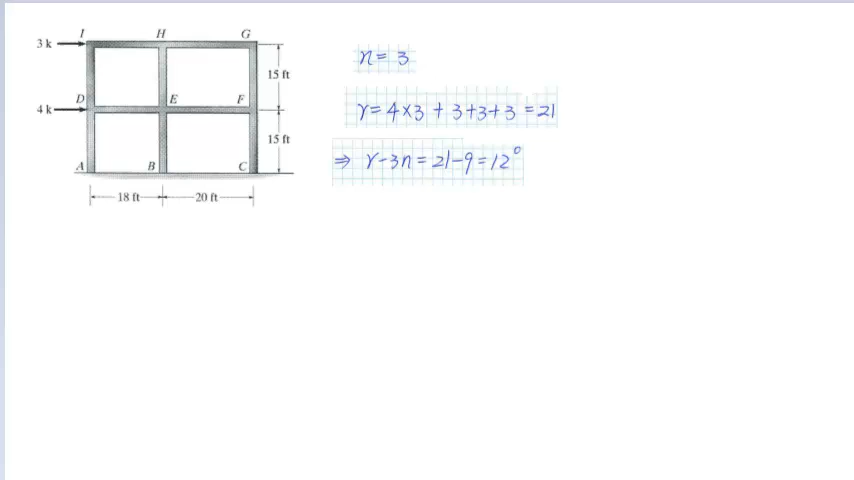 I H G
3 k
n = 3
15 ft
D E F
4 k
r = 4×3 + 3+3+3 = 21
15 ft
⇒ r-3n = 21-9 = 12°
A B C
18 ft 20 ft